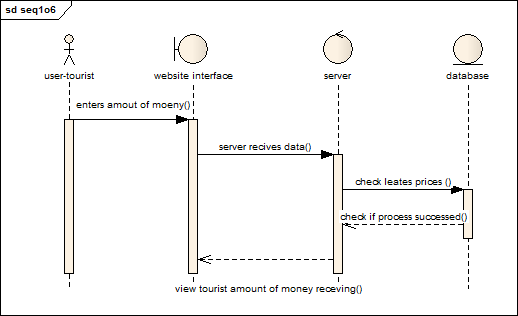 sd seq1o6
user-tourist
website interface
server
database
enters amout of moeny()
server recives data()
check leates prices ()
check if process successed()
view tourist amount of money receving()